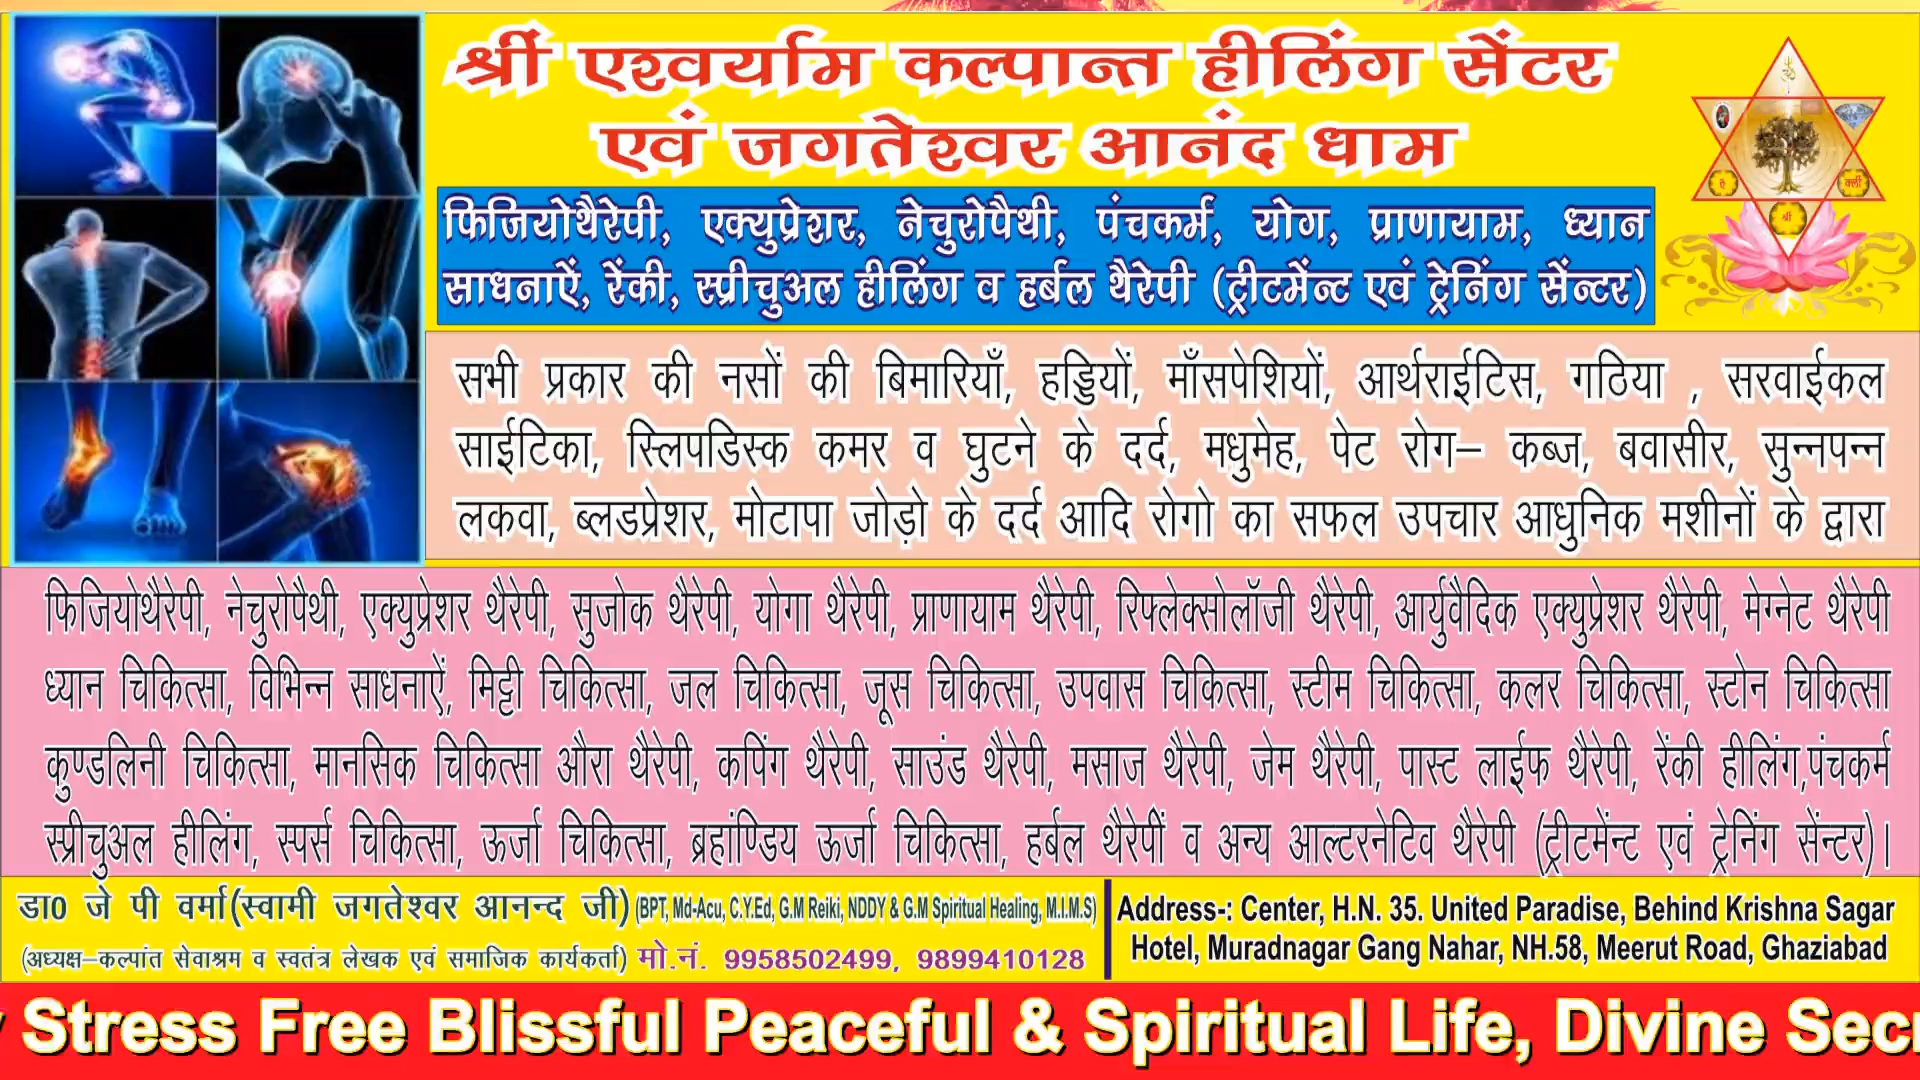 श्रीं एश्वर्याम कल्पान्त हीलिंग सेंटर
एवं जगतेश्वर आनंद धाम
फिजियोथैरेपी, एक्युप्रेशर, नेचुरोपैथी, पंचकर्म, योग, प्राणायाम, ध्यान
साधनाऐं, रेंकी, स्प्रीचुअल हीलिंग व हर्बल थैरेपी (ट्रीटमेंन्ट एवं ट्रेनिंग सेंन्टर)
सभी प्रकार की नसों की बिमारियाँ, हड्डियों, माँसपेशियों, आर्थराईटिस, गठिया , सरवाईकल
साईटिका, स्लिपडिस्क कमर व घुटने के दर्द, मधुमेह, पेट रोग– कब्ज, बवासीर, सुन्नपन्न
लकवा, ब्लडप्रेशर, मोटापा जोड़ो के दर्द आदि रोगो का सफल उपचार आधुनिक मशीनों के द्वारा
फिजियोथैरेपी, नेचुरोपैथी, एक्युप्रेशर थैरेपी, सुजोक थैरेपी, योगा थैरेपी, प्राणायाम थैरेपी, रिफ्लेक्सोलॉजी थैरेपी, आर्युवैदिक एक्युप्रेशर थैरेपी, मेग्नेट थैरेपी
ध्यान चिकित्सा, विभिन्न साधनाऐं, मिट्टी चिकित्सा, जल चिकित्सा, जूस चिकित्सा, उपवास चिकित्सा, स्टीम चिकित्सा, कलर चिकित्सा, स्टोन चिकित्सा
कुण्डलिनी चिकित्सा, मानसिक चिकित्सा औरा थैरेपी, कपिंग थैरेपी, साउंड थैरेपी, मसाज थैरेपी, जेम थैरेपी, पास्ट लाईफ थैरेपी, रेंकी हीलिंग,पंचकर्म
स्प्रीचुअल हीलिंग, स्पर्स चिकित्सा, ऊर्जा चिकित्सा, ब्रहांण्डिय ऊर्जा चिकित्सा, हर्बल थैरेपीं व अन्य आल्टरनेटिव थैरेपी (ट्रीटमेंन्ट एवं ट्रेनिंग सेंन्टर)।
डा0 जे पी वर्मा(स्वामी जगतेश्वर आनन्द जी) (BPT, Md-Acu, C.Y.Ed, G.M Reiki, NDDY & G.M Spiritual Healing, M.I.M.S)
(अध्यक्ष–कल्पांत सेवाश्रम व स्वतंत्र लेखक एवं समाजिक कार्यकर्ता) मो.नं. 9958502499, 9899410128
Address-: Center, H.N. 35. United Paradise, Behind Krishna Sagar
Hotel, Muradnagar Gang Nahar, NH.58, Meerut Road, Ghaziabad
Stress Free Blissful Peaceful & Spiritual Life, Divine